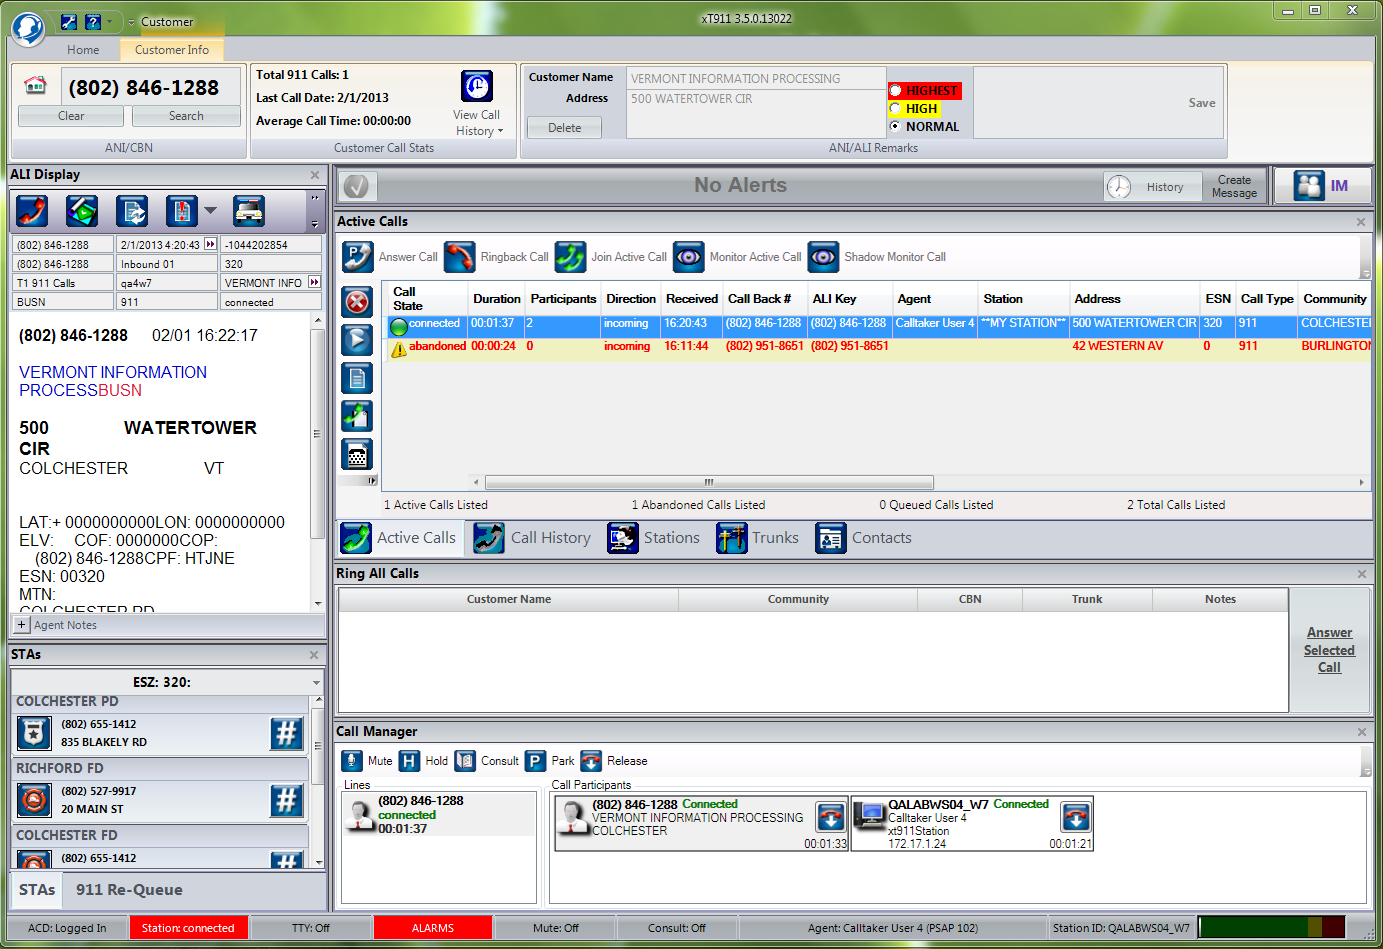 xT911 3.5.0.13022
Customer
Home
Customer Info
(802) 846-1288
Clear
Search
ANI/CBN
Total 911 Calls: 1
Last Call Date: 2/1/2013
Average Call Time: 00:00:00
View Call
History
Customer Call Stats
Customer Name
VERMONT INFORMATION PROCESSING
Address
500 WATERTOWER CIR
Delete
HIGHEST
HIGH
NORMAL
Save
ANI/ALI Remarks
ALI Display
(802) 846-1288
2/1/2013 4:20:43
-1044202854
(802) 846-1288
Inbound 01
320
T1 911 Calls
qa4w7
VERMONT INFO
BUSN
911
connected
(802) 846-1288 02/01 16:22:17
VERMONT INFORMATION
PROCESSBUSN
500 WATERTOWER
CIR
COLCHESTER VT
LAT:+ 0000000000LON: 0000000000
ELV: COF: 0000000COP:
(802) 846-1288CPF: HTJNE
ESN: 00320
MTN:
COLCHESTER PD
+ Agent Notes
STAs
ESZ: 320:
COLCHESTER PD
(802) 655-1412
835 BLAKELY RD
#
RICHFORD FD
(802) 527-9917
20 MAIN ST
#
COLCHESTER FD
(802) 655-1412
#
STAs
911 Re-Queue
No Alerts
History
Create
Message
IM
Active Calls
Answer Call
Ringback Call
Join Active Call
Monitor Active Call
Shadow Monitor Call
Call State Duration Participants Direction Received Call Back # ALI Key Agent Station Address ESN Call Type Community
connected 00:01:37 2 incoming 16:20:43 (802) 846-1288 (802) 846-1288 Calltaker User 4 **MY STATION** 500 WATERTOWER CIR 320 911 COLCHESTEI
abandoned 00:00:24 0 incoming 16:11:44 (802) 951-8651 (802) 951-8651 42 WESTERN AV 0 911 BURLINGTON
1 Active Calls Listed
1 Abandoned Calls Listed
0 Queued Calls Listed
2 Total Calls Listed
Active Calls
Call History
Stations
Trunks
Contacts
Ring All Calls
Customer Name Community CBN Trunk Notes
Answer
Selected
Call
Call Manager
Mute
H Hold
Consult
P Park
Release
Lines
(802) 846-1288
connected
00:01:37
Call Participants
(802) 846-1288 Connected
VERMONT INFORMATION PROCESSING
COLCHESTER
00:01:33
QALABWS04_W7 Connected
Calltaker User 4
xt911Station
172.17.1.24
00:01:21
ACD: Logged In
Station: connected
TTY: Off
ALARMS
Mute: Off
Consult: Off
Agent: Calltaker User 4 (PSAP 102)
Station ID: QALABWS04_W7